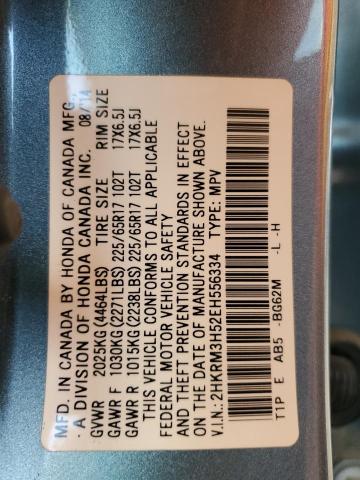 MFD. IN CANADA BY HONDA OF CANADA MFG.,
A DIVISION OF HONDA CANADA INC. 08/14
GVWR 2025KG(4464LBS) TIRE SIZE RIM SIZE
GAWR F 1030KG(2271LBS) 225/65R17 102T 17X6.5J
GAWR R 1015KG(2238LBS) 225/65R17 102T 17X6.5J
THIS VEHICLE CONFORMS TO ALL APPLICABLE
FEDERAL MOTOR VEHICLE SAFETY
AND THEFT PREVENTION STANDARDS IN EFFECT
ON THE DATE OF MANUFACTURE SHOWN ABOVE.
V.I.N.: 2HKRM3H52EH556334 TYPE: MPV
T1P E AB5 -BG62M -L -H